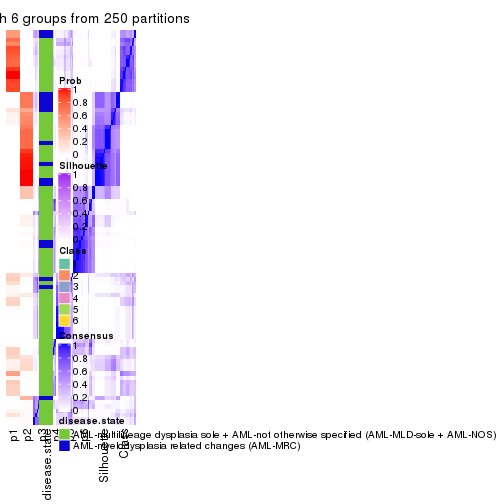 h 6 groups from 250 partitions
Prob
1
0.8
0.6
0.4
0.2
0
Silhouette
1
0.8
0.6
0.4
0.2
0
Class
2
3
4
5
6
Consensus
1
0.8
0.6
0.4
0.2
0
p1
p2
disease.state
Silhouette
Class
disease.state
AML-multilineage dysplasia sole + AML-not otherwise specified (AML-MLD-sole + AML-NOS)
AML-myelodysplasia related changes (AML-MRC)